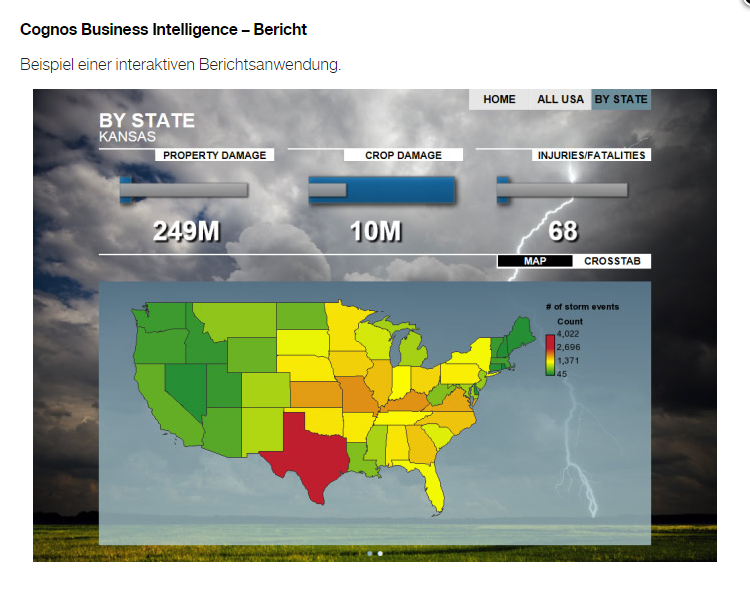 Cognos Business Intelligence – Bericht
Beispiel einer interaktiven Berichtsanwendung.
HOME ALL USA BY STATE
BY STATE
KANSAS
PROPERTY DAMAGE CROP DAMAGE INJURIES/FATALITIES
249M 10M 68
MAP CROSSTAB
# of storm events
Count
4,022
2,696
1,371
45